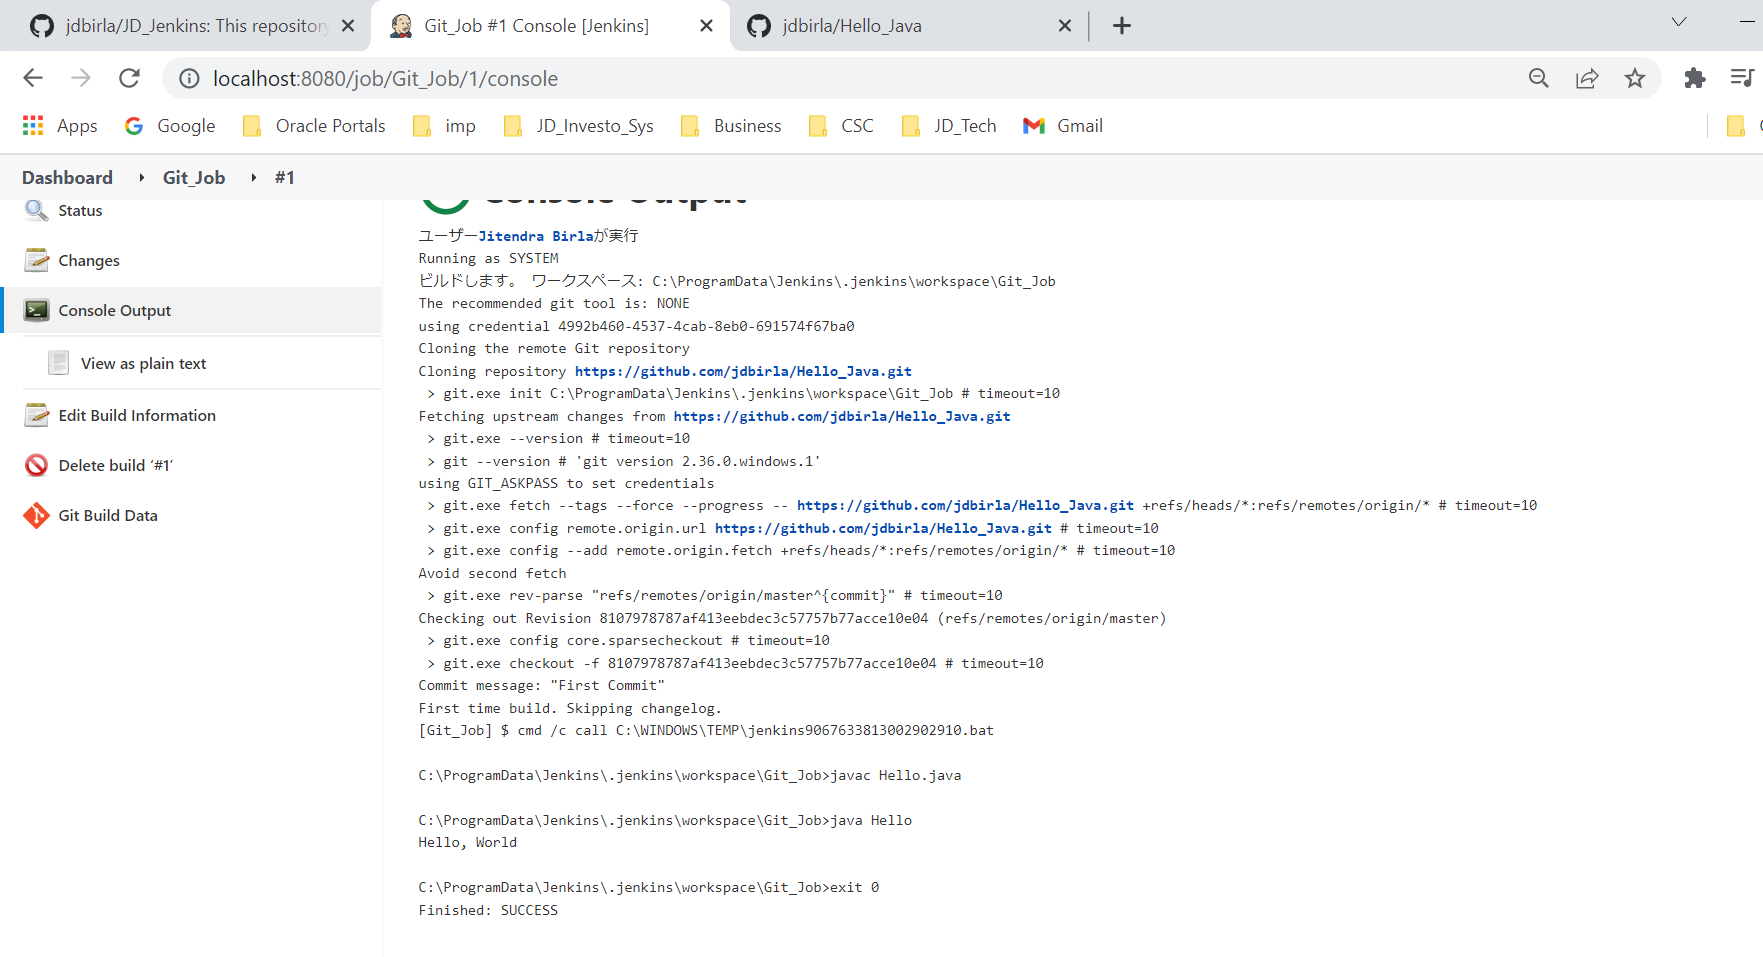 jdbirla/JD_Jenkins: This repository
Git_Job #1 Console [Jenkins]
jdbirla/Hello_Java
localhost:8080/job/Git_Job/1/console
Apps
Google
Oracle Portals
imp
JD_Investo_Sys
Business
CSC
JD_Tech
Gmail
Dashboard
Git_Job
#1
Console Output
Status
Changes
Console Output
View as plain text
Edit Build Information
Delete build ‘#1’
Git Build Data
ユーザーJitendra Birlaが実行
Running as SYSTEM
ビルドします。 ワークスペース: C:\ProgramData\Jenkins\.jenkins\workspace\Git_Job
The recommended git tool is: NONE
using credential 4992b460-4537-4cab-8eb0-691574f67ba0
Cloning the remote Git repository
Cloning repository https://github.com/jdbirla/Hello_Java.git
 > git.exe init C:\ProgramData\Jenkins\.jenkins\workspace\Git_Job # timeout=10
Fetching upstream changes from https://github.com/jdbirla/Hello_Java.git
 > git.exe --version # timeout=10
 > git --version # 'git version 2.36.0.windows.1'
using GIT_ASKPASS to set credentials
 > git.exe fetch --tags --force --progress -- https://github.com/jdbirla/Hello_Java.git +refs/heads/*:refs/remotes/origin/* # timeout=10
 > git.exe config remote.origin.url https://github.com/jdbirla/Hello_Java.git # timeout=10
 > git.exe config --add remote.origin.fetch +refs/heads/*:refs/remotes/origin/* # timeout=10
Avoid second fetch
 > git.exe rev-parse "refs/remotes/origin/master^{commit}" # timeout=10
Checking out Revision 8107978787af413eebdec3c57757b77acce10e04 (refs/remotes/origin/master)
 > git.exe config core.sparsecheckout # timeout=10
 > git.exe checkout -f 8107978787af413eebdec3c57757b77acce10e04 # timeout=10
Commit message: "First Commit"
First time build. Skipping changelog.
[Git_Job] $ cmd /c call C:\WINDOWS\TEMP\jenkins9067633813002902910.bat
C:\ProgramData\Jenkins\.jenkins\workspace\Git_Job>javac Hello.java
C:\ProgramData\Jenkins\.jenkins\workspace\Git_Job>java Hello
Hello, World
C:\ProgramData\Jenkins\.jenkins\workspace\Git_Job>exit 0
Finished: SUCCESS